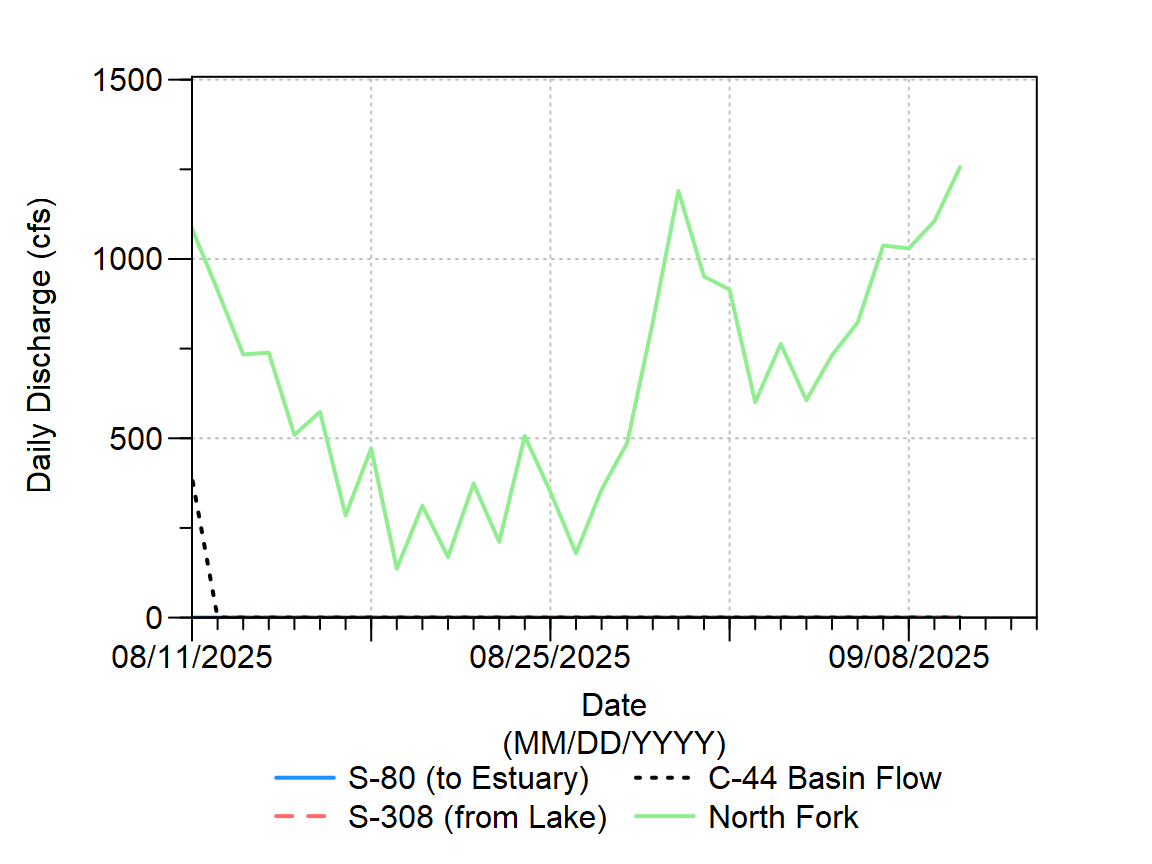 1500
1000
500
0
Daily Discharge (cfs)
08/11/2025 08/25/2025 09/08/2025
Date
(MM/DD/YYYY)
S-80 (to Estuary) C-44 Basin Flow
S-308 (from Lake) North Fork